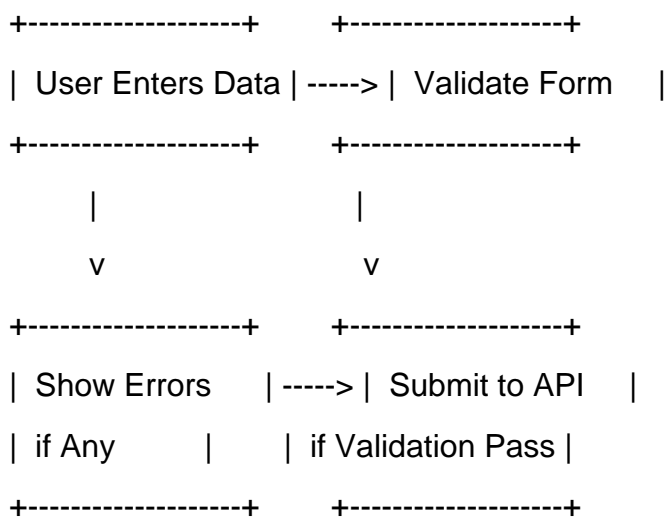 +--------------------+ +--------------------+
| User Enters Data | -----> | Validate Form |
+--------------------+ +--------------------+
| |
v v
+--------------------+ +--------------------+
| Show Errors | -----> | Submit to API |
| if Any | | if Validation Pass |
+--------------------+ +--------------------+